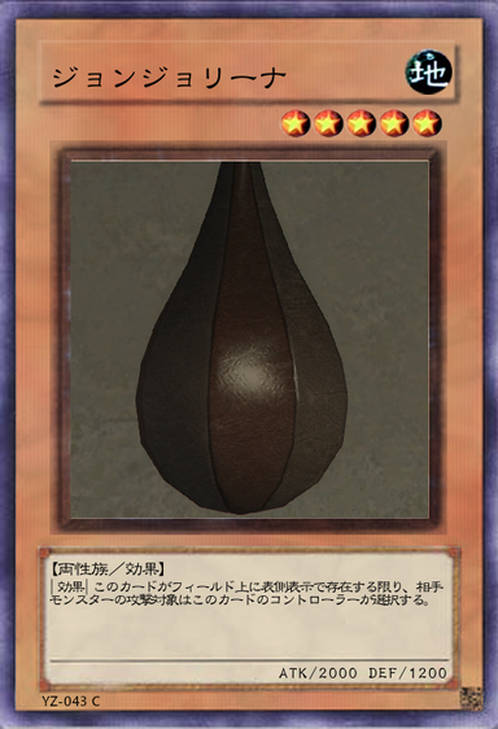 ジョンジョリーナ
地
【両性族／効果】
|効果| このカードがフィールド上に表側表示で存在する限り、相手
モンスターの攻撃対象はこのカードのコントローラーが選択する。
ATK/2000 DEF/1200
YZ-043 C